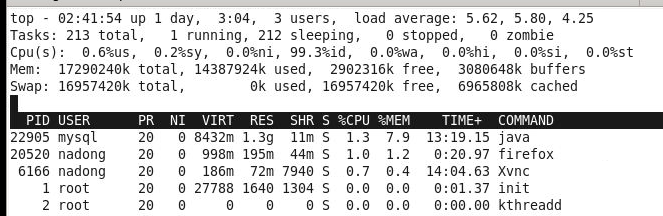 top - 02:41:54 up 1 day,  3:04,  3 users,  load average: 5.62, 5.80, 4.25
Tasks: 213 total,   1 running, 212 sleeping,   0 stopped,   0 zombie
Cpu(s):  0.6%us,  0.2%sy,  0.0%ni, 99.3%id,  0.0%wa,  0.0%hi,  0.0%si,  0.0%st
Mem:  17290240k total, 14387924k used,  2902316k free,  3080648k buffers
Swap: 16957420k total,        0k used, 16957420k free,  6965808k cached
  PID USER      PR  NI  VIRT  RES  SHR S %CPU %MEM    TIME+  COMMAND
22905 mysql     20   0 8432m 1.3g  11m S  1.3  7.9  13:19.15 java
20520 nadong    20   0  998m 195m  44m S  1.0  1.2   0:20.97 firefox
 6166 nadong    20   0  186m  72m 7940 S  0.7  0.4  14:04.63 Xvnc
    1 root      20   0 27788 1640 1304 S  0.0  0.0   0:01.37 init
    2 root      20   0     0    0    0 S  0.0  0.0   0:00.00 kthreadd